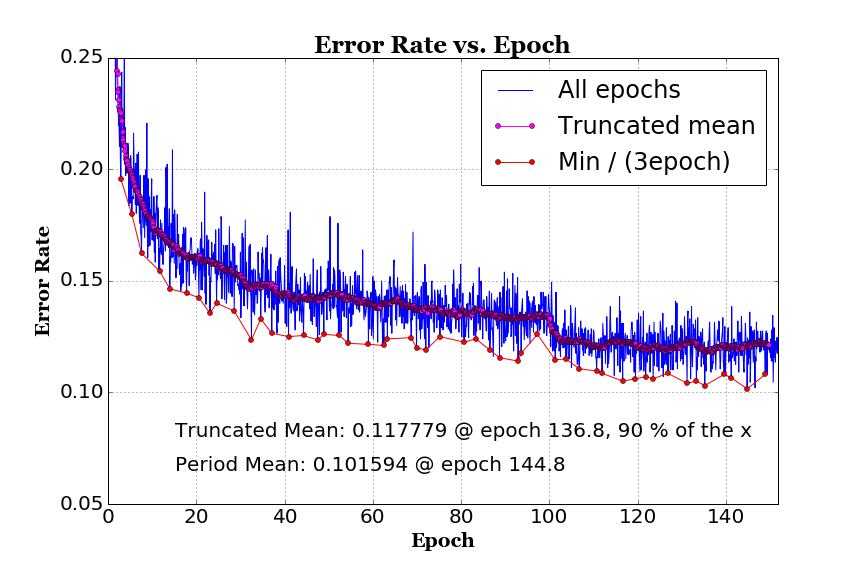 Error Rate vs. Epoch
0.25
0.20
0.15
0.10
0.05
Error Rate
All epochs
Truncated mean
Min / (3epoch)
Truncated Mean: 0.117779 @ epoch 136.8, 90 % of the x
Period Mean: 0.101594 @ epoch 144.8
0 20 40 60 80 100 120 140
Epoch